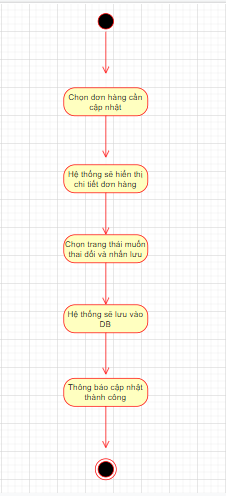 Chọn đơn hàng cần
cập nhật
Hệ thống sẽ hiển thị
chi tiết đơn hàng
Chọn trang thái muốn
thai đổi và nhấn lưu
Hệ thống sẽ lưu vào
DB
Thông báo cập nhật
thành công